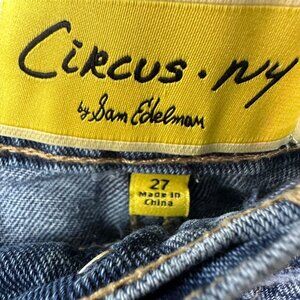 CiRCUS · NY
by Sam Edelman
27
Made in
China